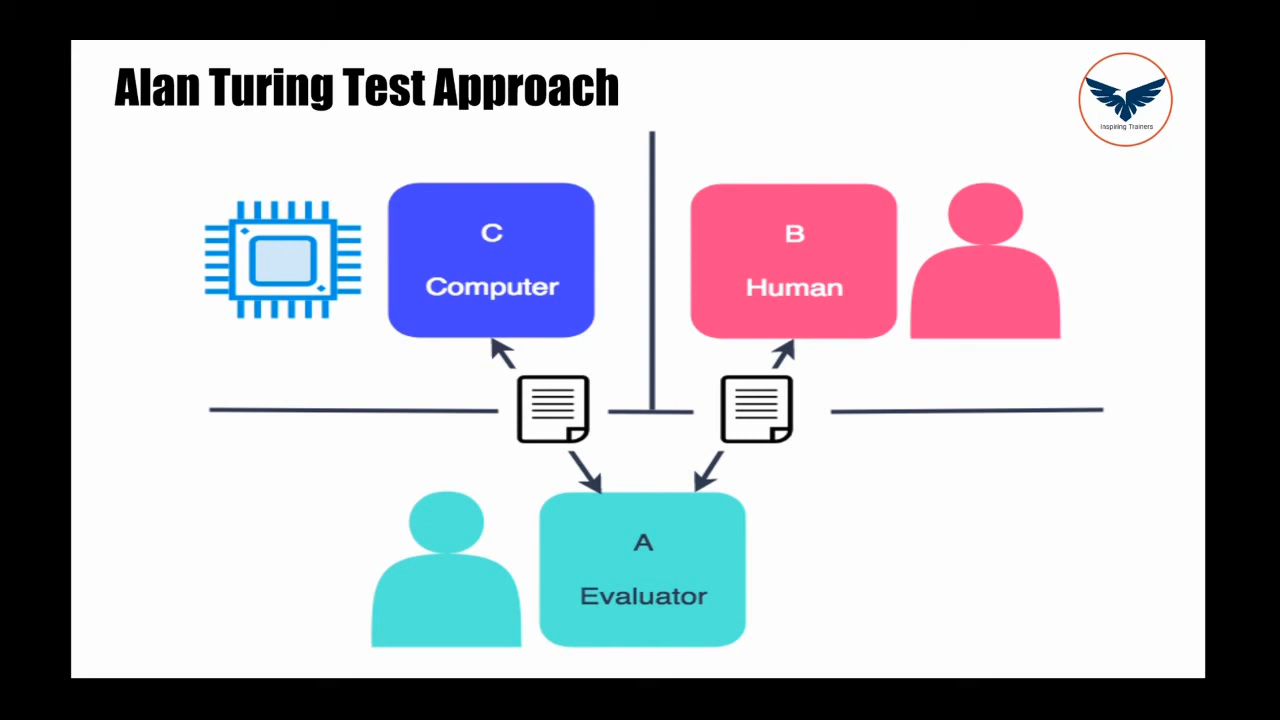 Alan Turing Test Approach
Inspiring Trainers
C
Computer
B
Human
A
Evaluator